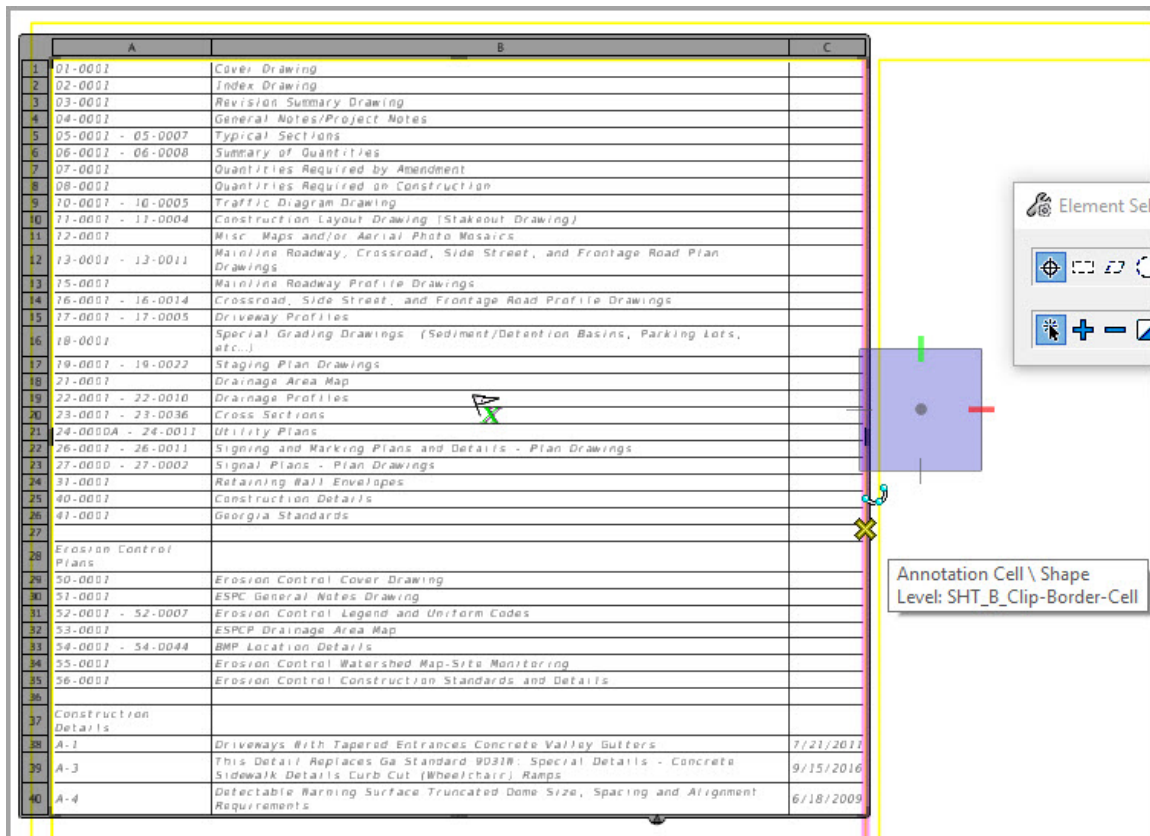 A B C
1 01-0001 Cover Drawing
2 02-0001 Index Drawing
3 03-0001 Revision Summary Drawing
4 04-0001 General Notes/Project Notes
5 05-0001 - 05-0007 Typical Sections
6 06-0001 - 06-0008 Summary of Quantities
7 07-0001 Quantities Required by Amendment
8 08-0001 Quantities Required on Construction
9 10-0001 - 10-0005 Traffic Diagram Drawing
10 11-0001 - 11-0004 Construction Layout Drawing (Stakeout Drawing)
11 12-0001 Misc. Maps and/or Aerial Photo Mosaics
12 13-0001 - 13-0011 Mainline Roadway, Crossroad, Side Street, and Frontage Road Plan
Drawings
13 15-0001 Mainline Roadway Profile Drawings
14 16-0001 - 16-0014 Crossroad, Side Street, and Frontage Road Profile Drawings
15 17-0001 - 17-0005 Driveway Profiles
16 18-0001 Special Grading Drawings (Sediment/Detention Basins, Parking Lots,
etc...)
17 19-0001 - 19-0022 Staging Plan Drawings
18 21-0001 Drainage Area Map
19 22-0001 - 22-0010 Drainage Profiles
20 23-0001 - 23-0036 Cross Sections
21 24-000DA - 24-0011 Utility Plans
22 26-0001 - 26-0011 Signing and Marking Plans and Details - Plan Drawings
23 27-000D - 27-0002 Signal Plans - Plan Drawings
24 31-0001 Retaining Wall Envelopes
25 40-0001 Construction Details
26 41-0001 Georgia Standards
27
28 Erosion Control
Plans
29 50-0001 Erosion Control Cover Drawing
30 51-0001 ESPC General Notes Drawing
31 52-0001 - 52-0007 Erosion Control Legend and Uniform Codes
32 53-0001 ESPCP Drainage Area Map
33 54-0001 - 54-0044 BMP Location Details
34 55-0001 Erosion Control Watershed Map-Site Monitoring
35 56-0001 Erosion Control Construction Standards and Details
36
37 Construction
Details
38 A-1 Driveways With Tapered Entrances Concrete Valley Gutters 7/21/2011
39 A-3 This Detail Replaces Ga Standard 9031W: Special Details - Concrete
Sidewalk Details Curb Cut (Wheelchair) Ramps 9/15/2016
40 A-4 Detectable Warning Surface Truncated Dome Size, Spacing and Alignment
Requirements 6/18/2009
Element Sel
Annotation Cell \ Shape
Level: SHT_B_Clip-Border-Cell